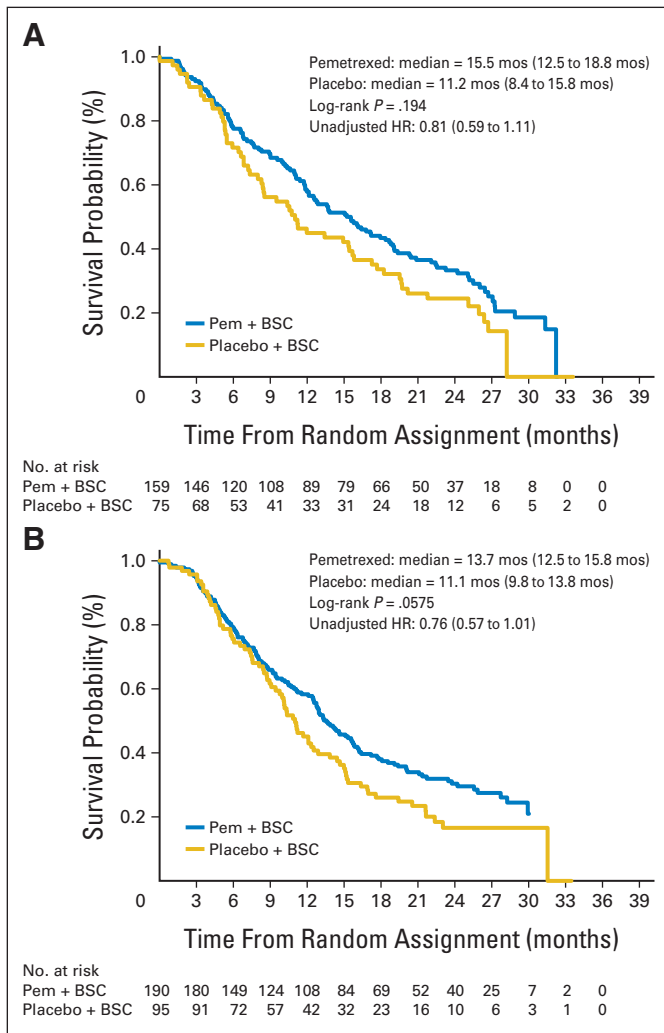 A
Pemetrexed: median = 15.5 mos (12.5 to 18.8 mos)
Placebo: median = 11.2 mos (8.4 to 15.8 mos)
Log-rank P = .194
Unadjusted HR: 0.81 (0.59 to 1.11)
Survival Probability (%)
1.0
0.8
0.6
0.4
0.2
Pem + BSC
Placebo + BSC
0 3 6 9 12 15 18 21 24 27 30 33 36 39
Time From Random Assignment (months)
No. at risk
Pem + BSC 159 146 120 108 89 79 66 50 37 18 8 0 0
Placebo + BSC 75 68 53 41 33 31 24 18 12 6 5 2 0
B
Pemetrexed: median = 13.7 mos (12.5 to 15.8 mos)
Placebo: median = 11.1 mos (9.8 to 13.8 mos)
Log-rank P = .0575
Unadjusted HR: 0.76 (0.57 to 1.01)
Survival Probability (%)
1.0
0.8
0.6
0.4
0.2
Pem + BSC
Placebo + BSC
0 3 6 9 12 15 18 21 24 27 30 33 36 39
Time From Random Assignment (months)
No. at risk
Pem + BSC 190 180 149 124 108 84 69 52 40 25 7 2 0
Placebo + BSC 95 91 72 57 42 32 23 16 10 6 3 1 0